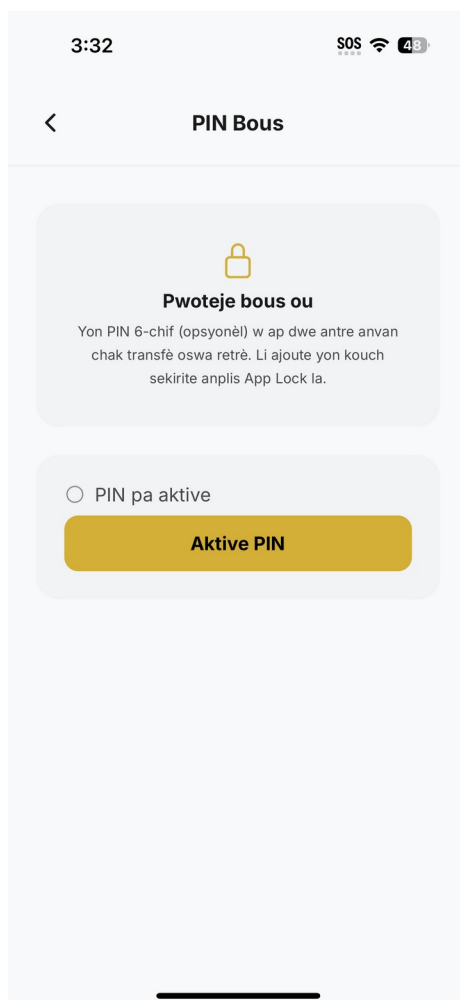 3:32
SOS
48
PIN Bous
Pwoteje bous ou
Yon PIN 6-chif (opsyonèl) w ap dwe antre anvan
chak transfè oswa retrè. Li ajoute yon kouch
sekirite anplis App Lock la.
PIN pa aktive
Aktive PIN